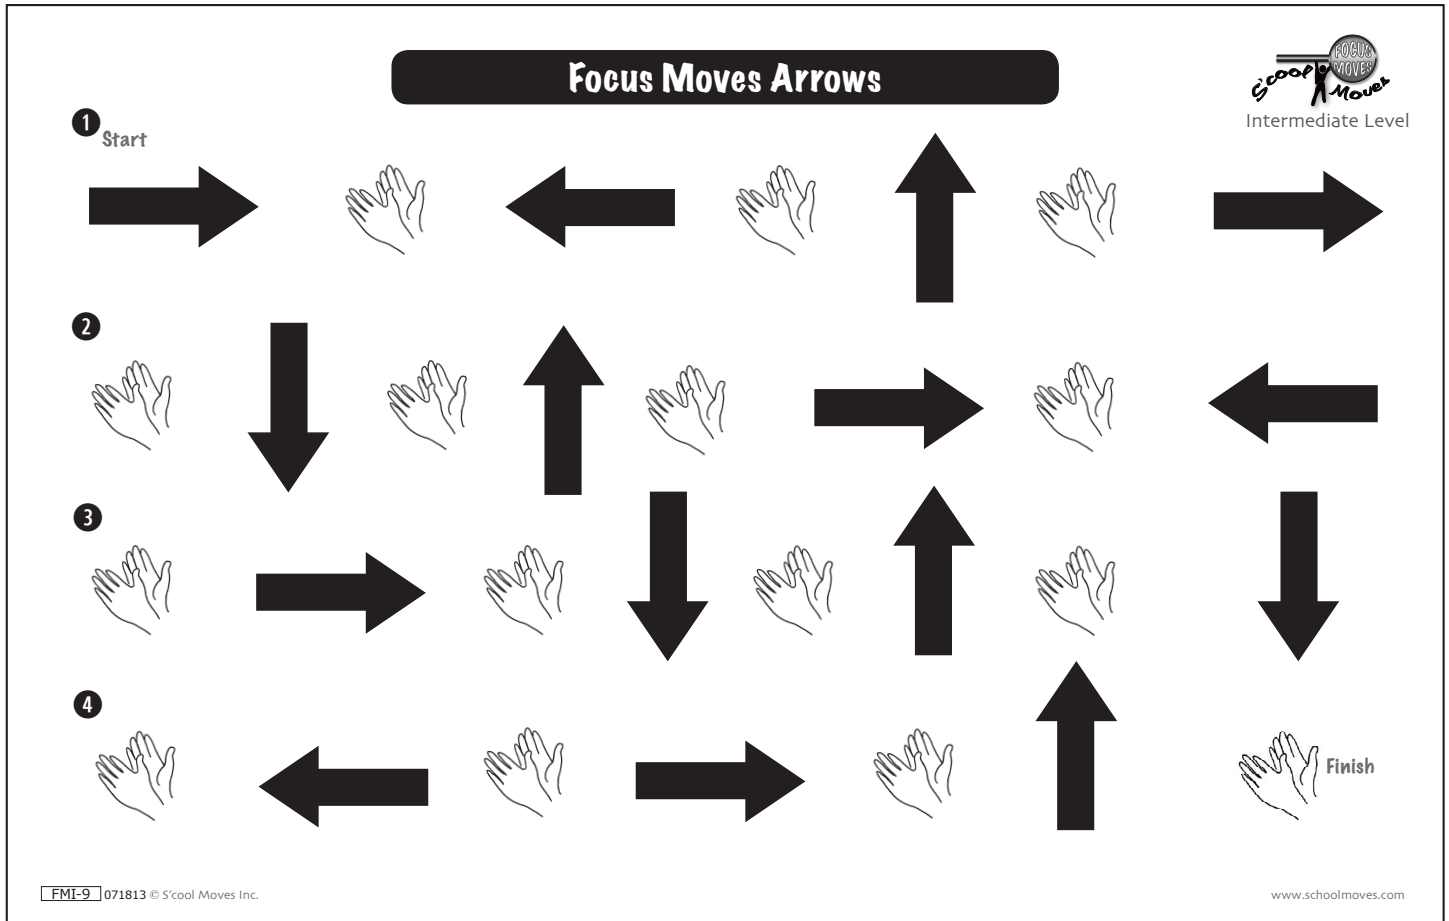 Focus Moves Arrows
FOCUS
MOVES
S'cool Moves
Intermediate Level
1
Start
2
3
4
Finish
FMI-9 071813 © S'cool Moves Inc.
www.schoolmoves.com